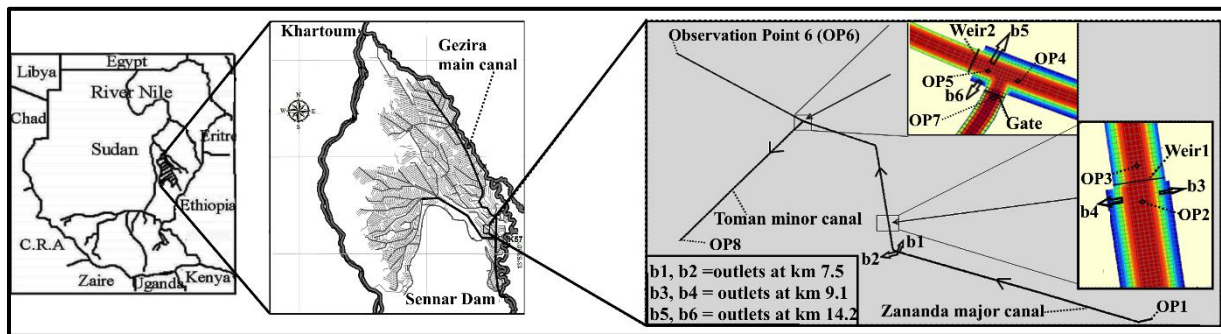 Egypt
Libya
River Nile
Chad
Eritre
Sudan
Ethiopia
C.R.A
Zaire
Uganda
Kenya
Khartoum
Gezira
main canal
K57
Sennar Dam
Observation Point 6 (OP6)
Weir2
b5
OP4
OP5
b6
OP7
Gate
Weir1
OP3
b3
b4
OP2
Toman minor canal
OP8
b1
b2
b1, b2 =outlets at km 7.5
b3, b4 = outlets at km 9.1
b5, b6 = outlets at km 14.2
Zananda major canal
OP1